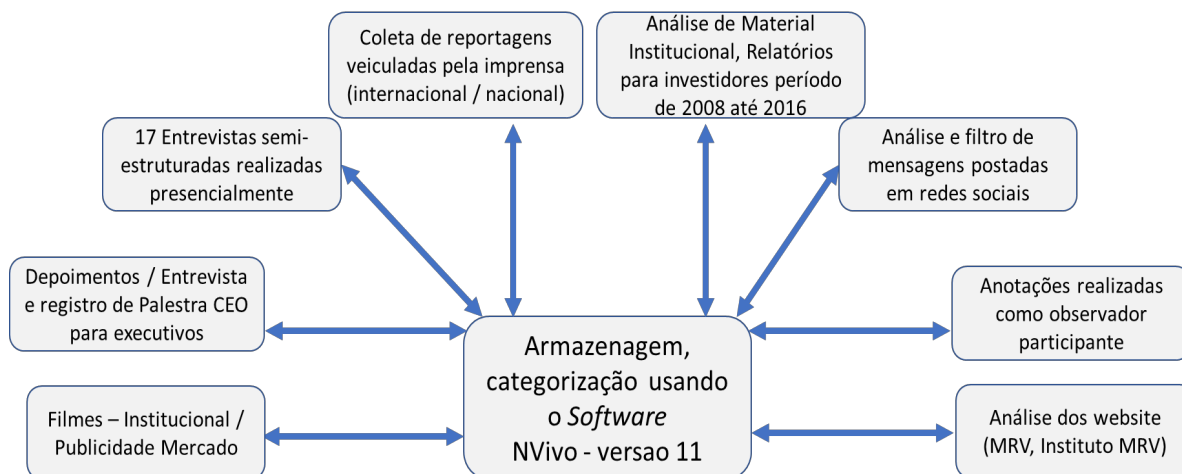 Coleta de reportagens
veiculadas pela imprensa
(internacional / nacional)
Análise de Material
Institucional, Relatórios
para investidores período
de 2008 até 2016
17 Entrevistas semi-
estruturadas realizadas
presencialmente
Análise e filtro de
mensagens postadas
em redes sociais
Depoimentos / Entrevista
e registro de Palestra CEO
para executivos
Anotações realizadas
como observador
participante
Armazenagem,
categorização usando
o Software
NVivo - versao 11
Filmes – Institucional /
Publicidade Mercado
Análise dos website
(MRV, Instituto MRV)